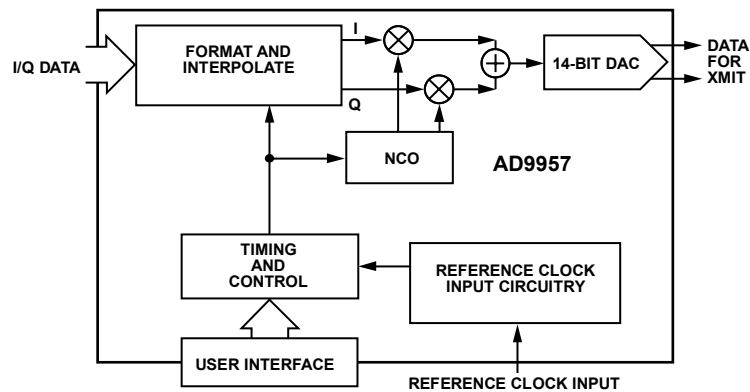 I/Q DATA
FORMAT AND
INTERPOLATE
I
Q
14-BIT DAC
DATA
FOR
XMIT
NCO
AD9957
TIMING
AND
CONTROL
REFERENCE CLOCK
INPUT CIRCUITRY
USER INTERFACE
REFERENCE CLOCK INPUT